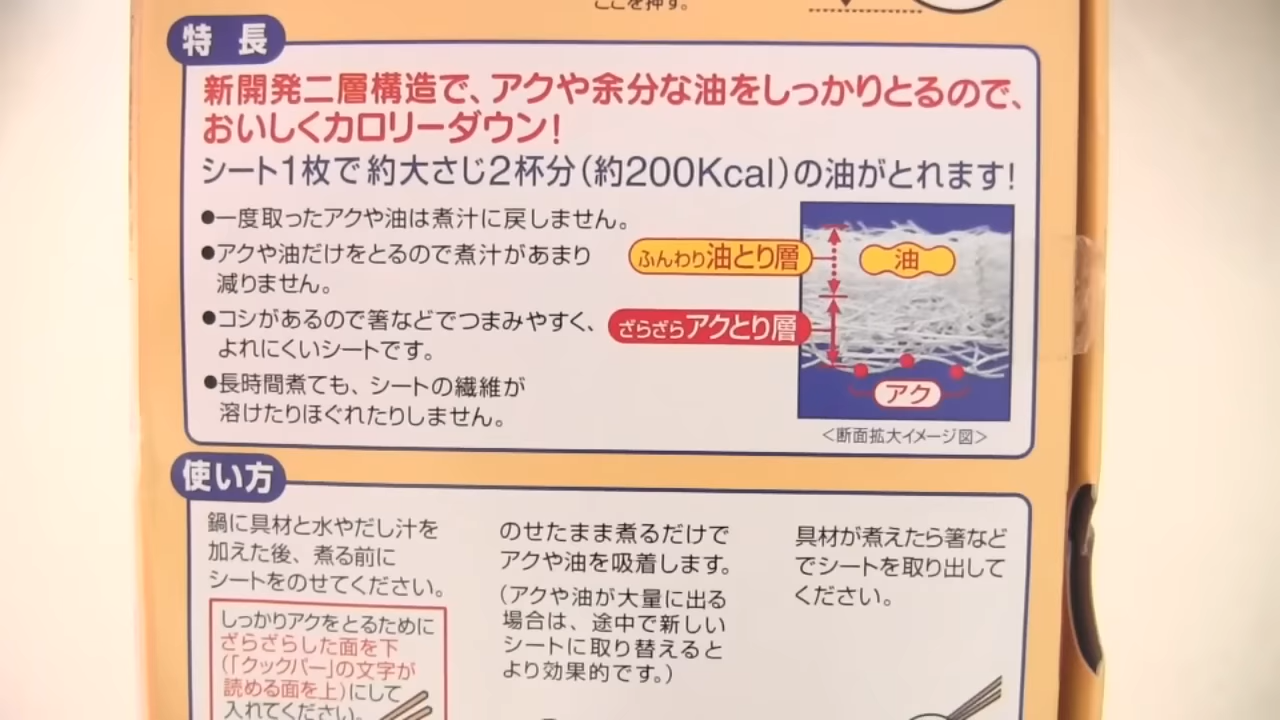 ここを押す。
特長
新開発二層構造で、アクや余分な油をしっかりとるので、
おいしくカロリーダウン!
シート1枚で約大さじ2杯分(約200Kcal)の油がとれます!
●一度取ったアクや油は煮汁に戻しません。
●アクや油だけをとるので煮汁があまり
減りません。
●コシがあるので箸などでつまみやすく、
よれにくいシートです。
●長時間煮ても、シートの繊維が
溶けたりほぐれたりしません。
ふんわり油とり層
油
ざらざらアクとり層
アク
<断面拡大イメージ図>
使い方
鍋に具材と水やだし汁を
加えた後、煮る前に
シートをのせてください。
しっかりアクをとるために
ざらざらした面を下
(「クックパー」の文字が
読める面を上)にして
入れてください。
のせたまま煮るだけで
アクや油を吸着します。
(アクや油が大量に出る
場合は、途中で新しい
シートに取り替えると
より効果的です。)
具材が煮えたら箸など
でシートを取り出して
ください。